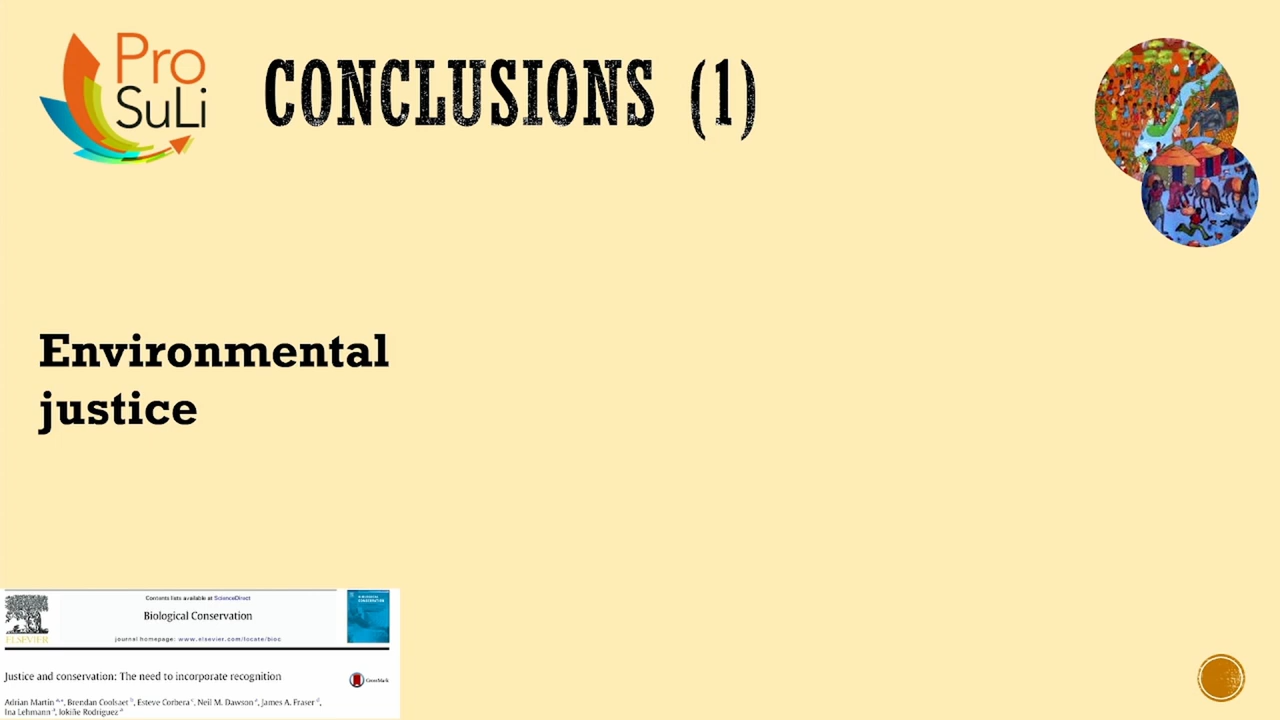 Pro
SuLi
CONCLUSIONS (1)
Environmental
justice
ELSEVIER
Contents lists available at ScienceDirect
Biological Conservation
journal homepage: www.elsevier.com/locate/bioc
Justice and conservation: The need to incorporate recognition
CrossMark
Adrian Martin a,*, Brendan Coolsaet b, Esteve Corbera c, Neil M. Dawson a, James A. Fraser d,
Ina Lehmann e, Iokiñe Rodriguez a